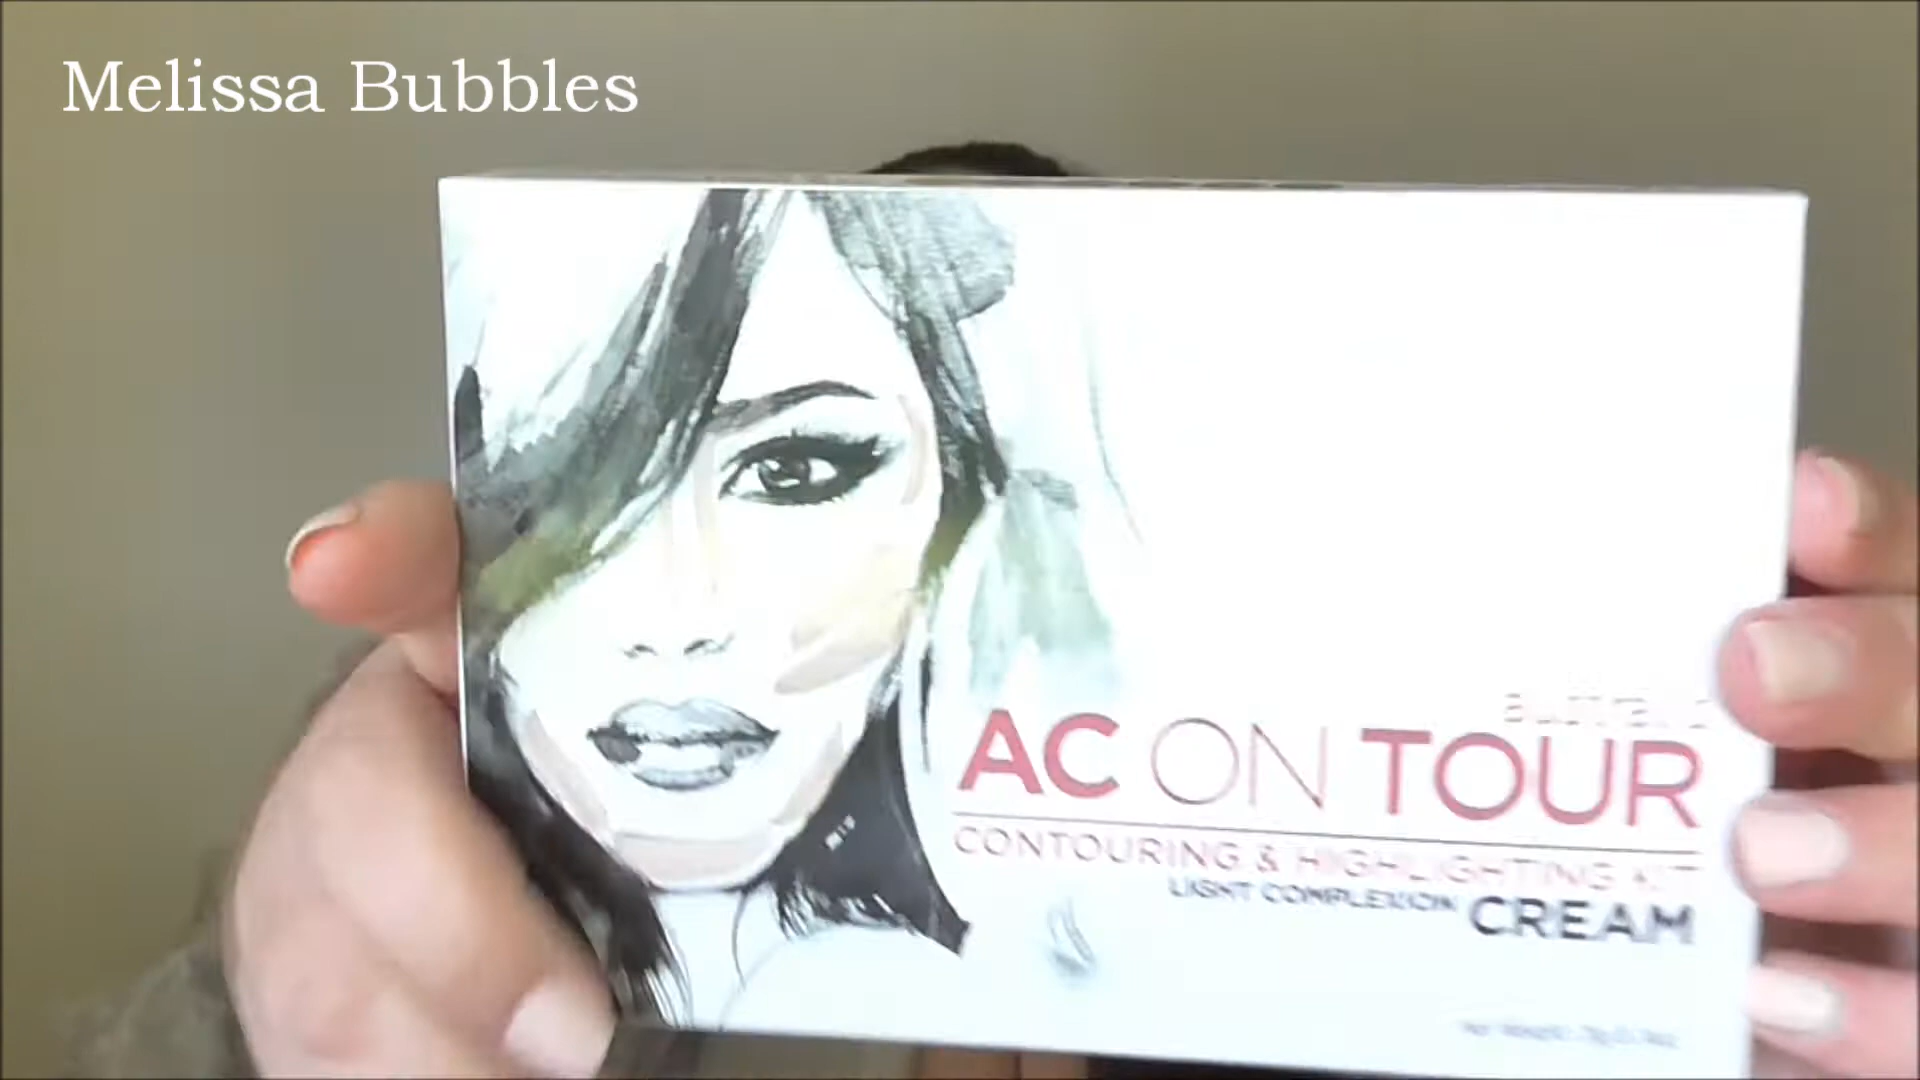 Melissa Bubbles
AC ON TOUR
CONTOURING & HIGHLIGHTING KIT
LIGHT COMPLEXION CREAM